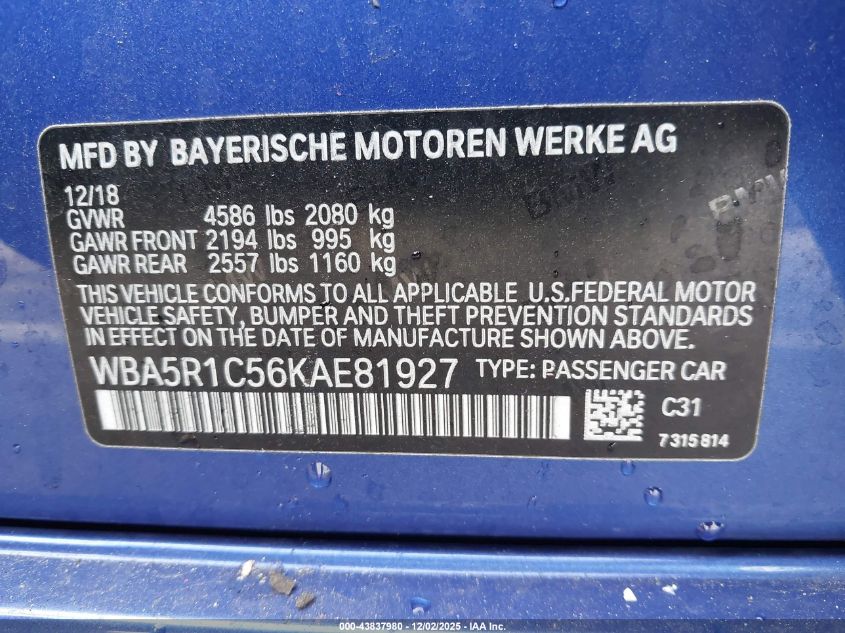 MFD BY BAYERISCHE MOTOREN WERKE AG
12/18
GVWR 4586 lbs 2080 kg
GAWR FRONT 2194 lbs 995 kg
GAWR REAR 2557 lbs 1160 kg
THIS VEHICLE CONFORMS TO ALL APPLICABLE U.S.FEDERAL MOTOR
VEHICLE SAFETY, BUMPER AND THEFT PREVENTION STANDARDS
IN EFFECT ON THE DATE OF MANUFACTURE SHOWN ABOVE.
WBA5R1C56KAE81927 TYPE: PASSENGER CAR
C31
7315814
000-43837980 - 12/02/2025 - IAA Inc.